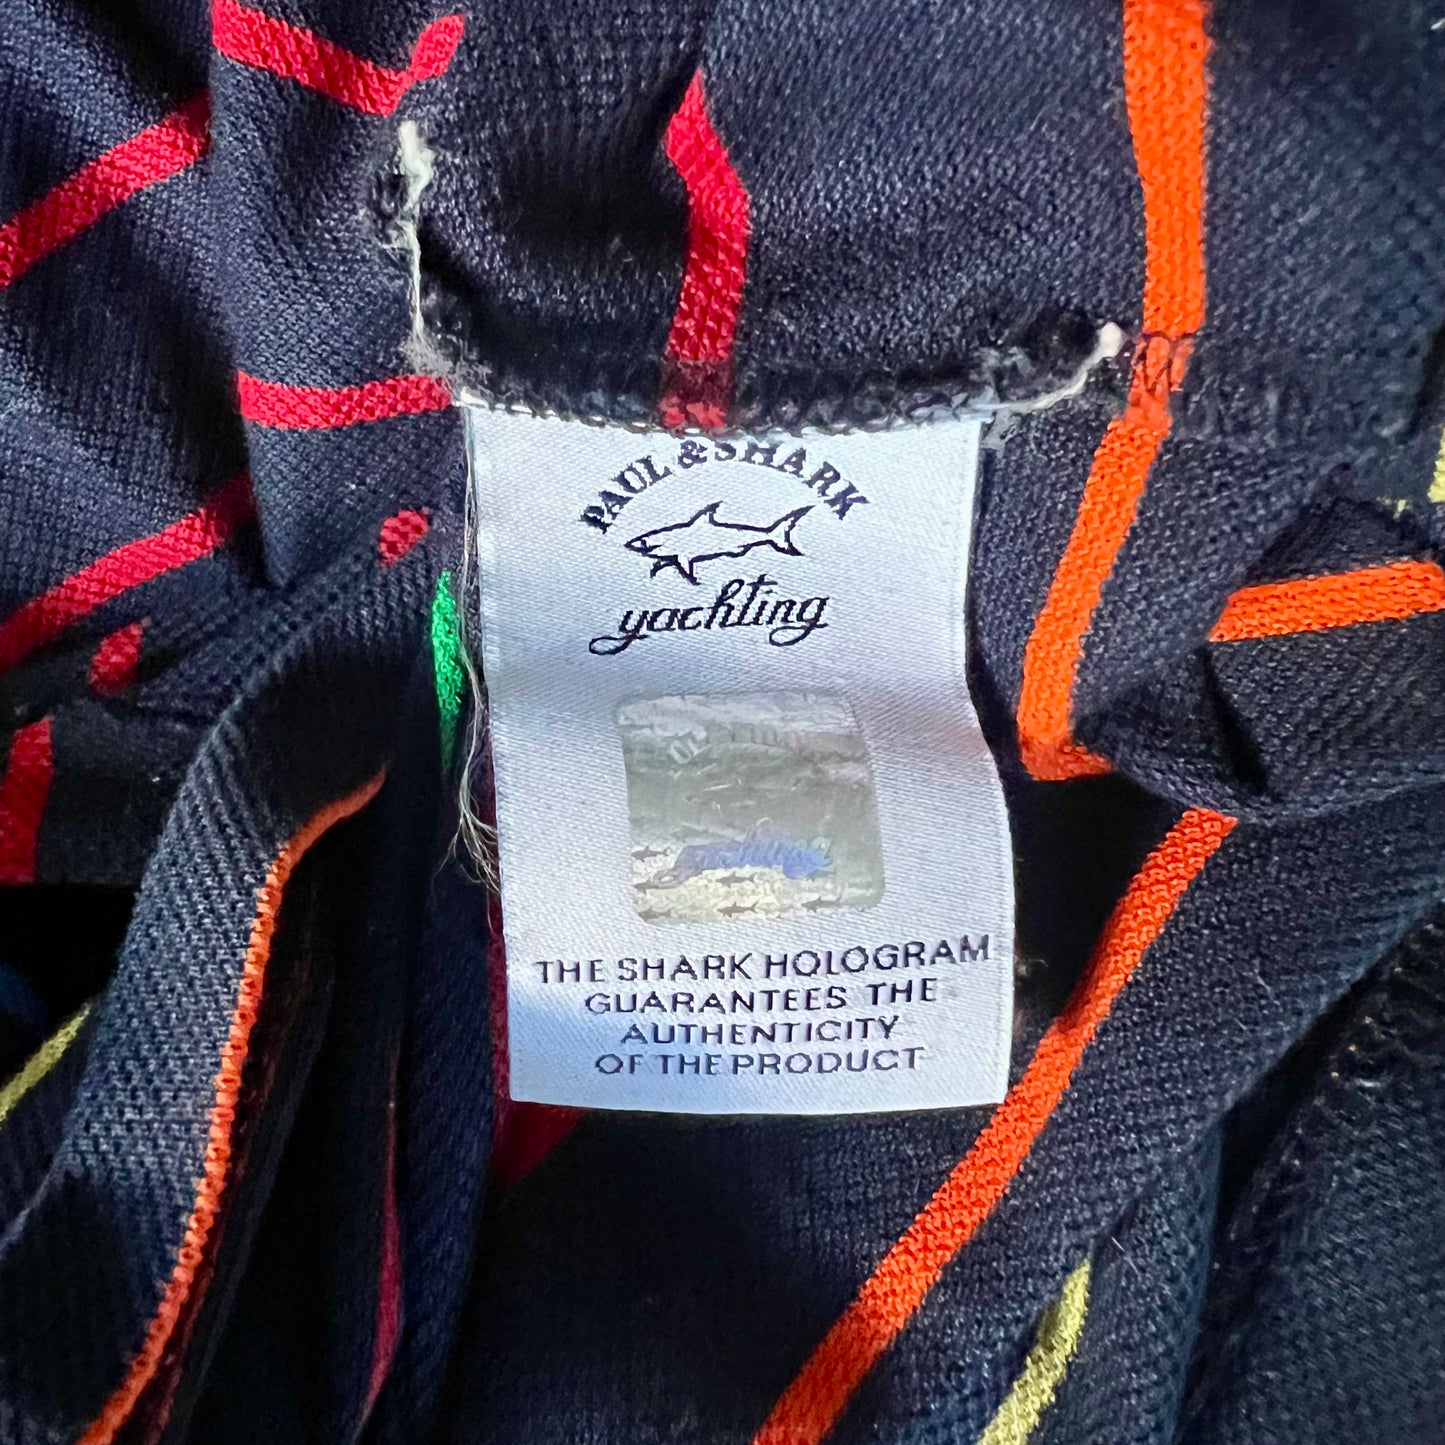 PAUL & SHARK
yachting
THE SHARK HOLOGRAM
GUARANTEES THE
AUTHENTICITY
OF THE PRODUCT